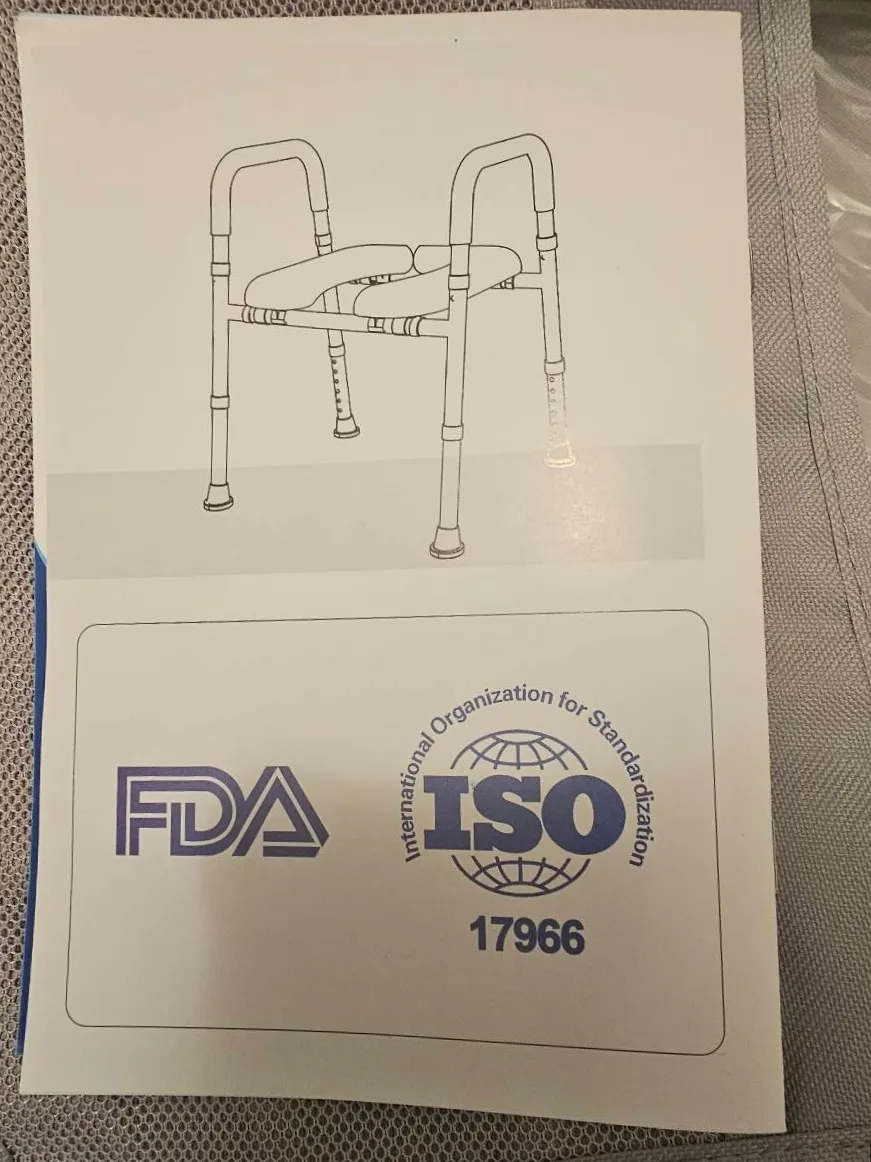 FDA
International Organization for Standardization
ISO
17966